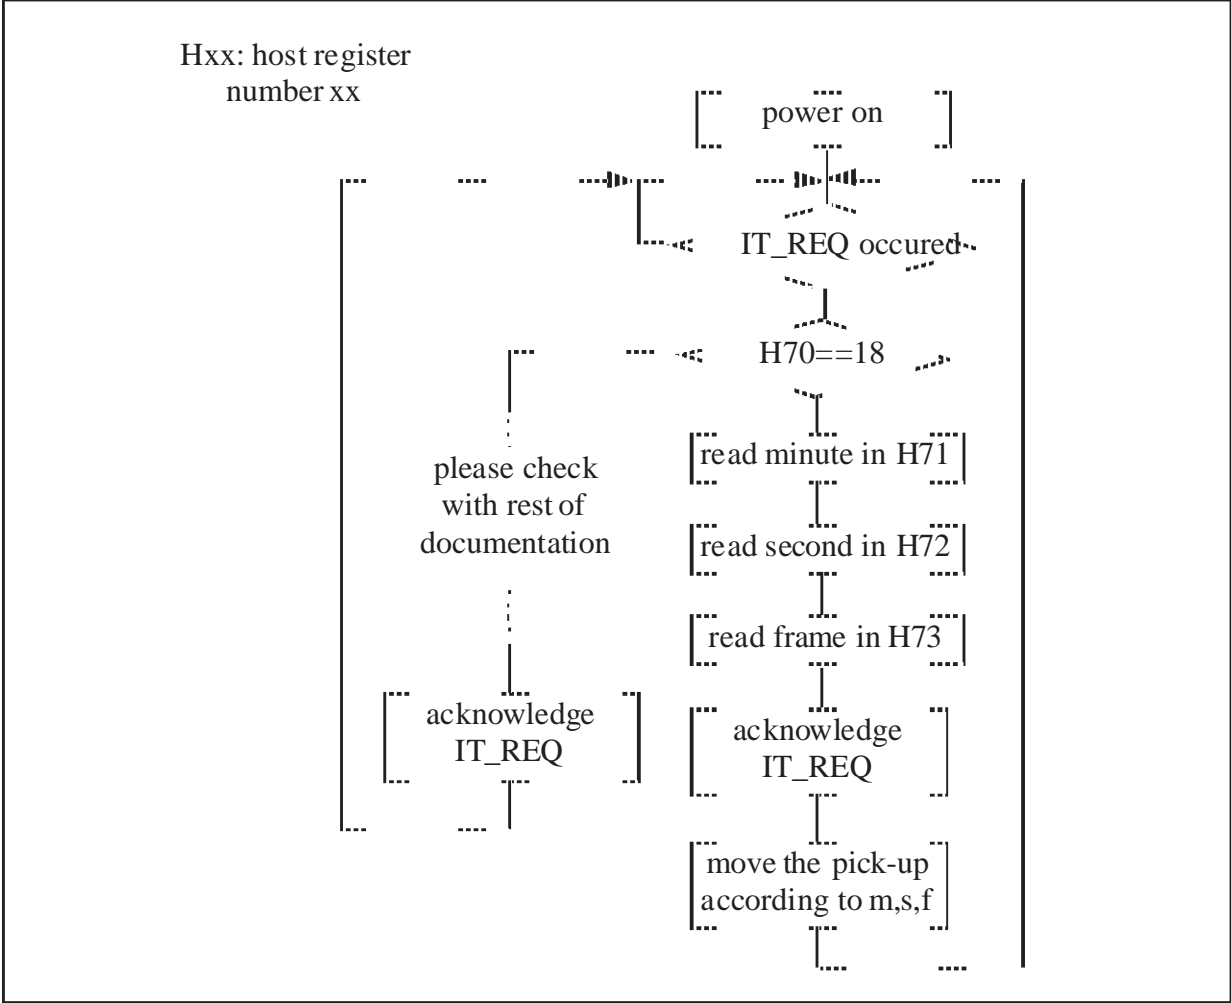 Hxx: host register
number xx
power on
IT_REQ occured
H70==18
please check
with rest of
documentation
read minute in H71
read second in H72
read frame in H73
acknowledge
IT_REQ
acknowledge
IT_REQ
move the pick-up
according to m,s,f